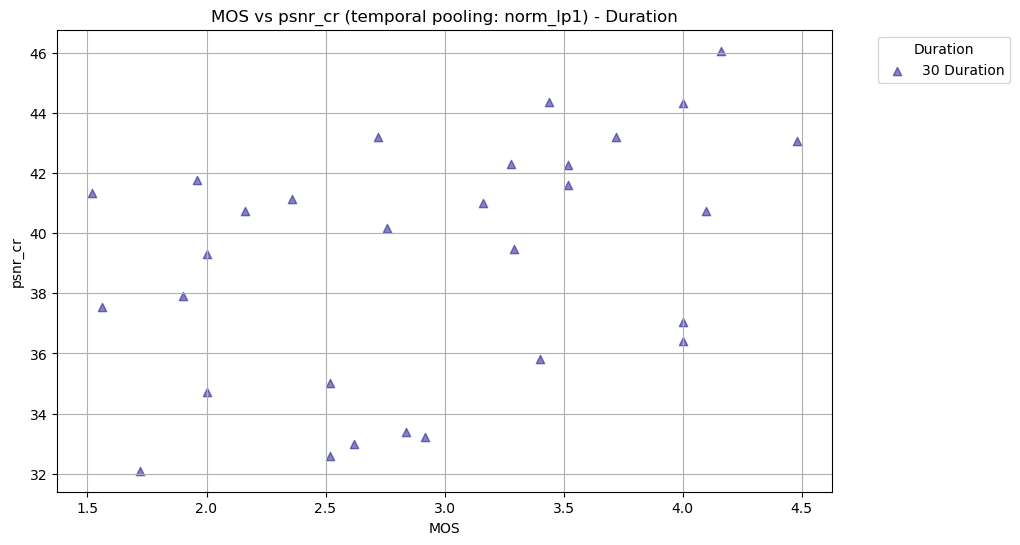 MOS vs psnr_cr (temporal pooling: norm_lp1) - Duration
Duration
30 Duration
psnr_cr
46
44
42
40
38
36
34
32
1.5 2.0 2.5 3.0 3.5 4.0 4.5
MOS